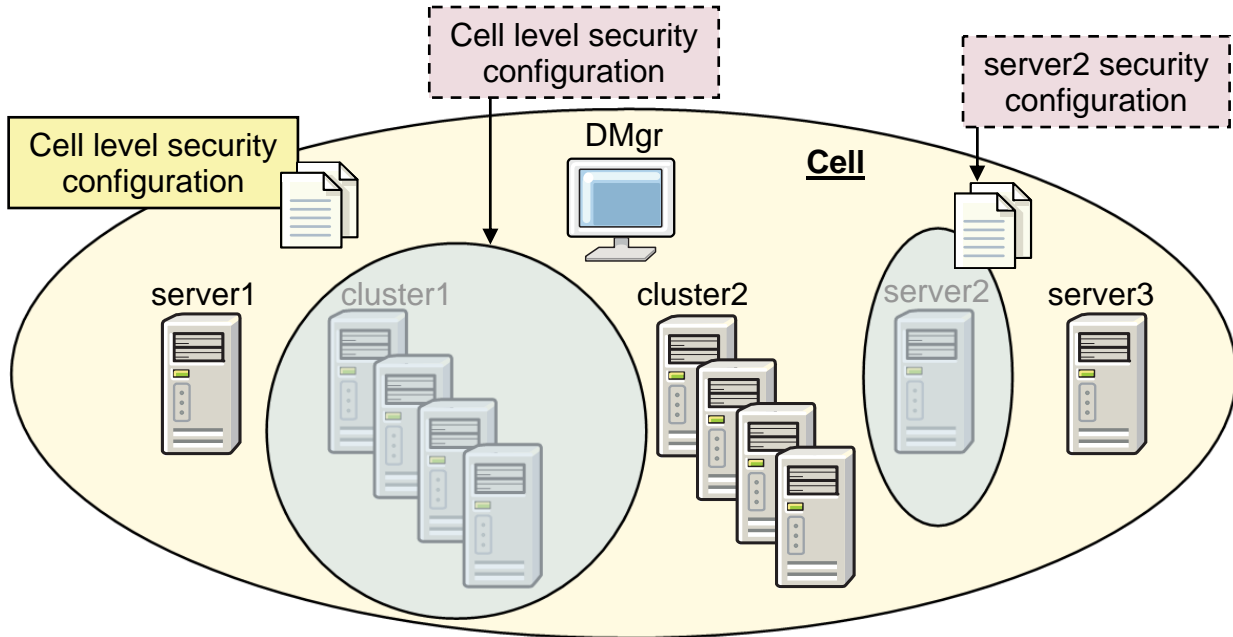 Cell level security
configuration
server2 security
configuration
Cell level security
configuration
DMgr
Cell
server1
cluster1
cluster2
server2
server3